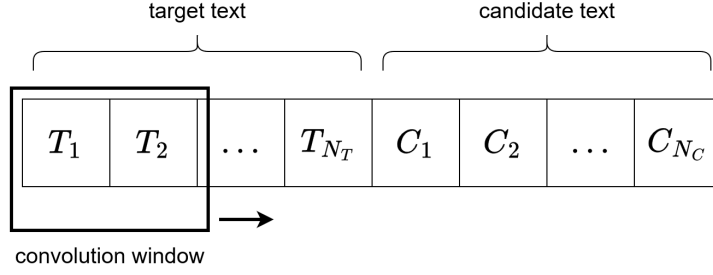 target text candidate text
T_1 T_2 ... T_{N_T} C_1 C_2 ... C_{N_C}
convolution window